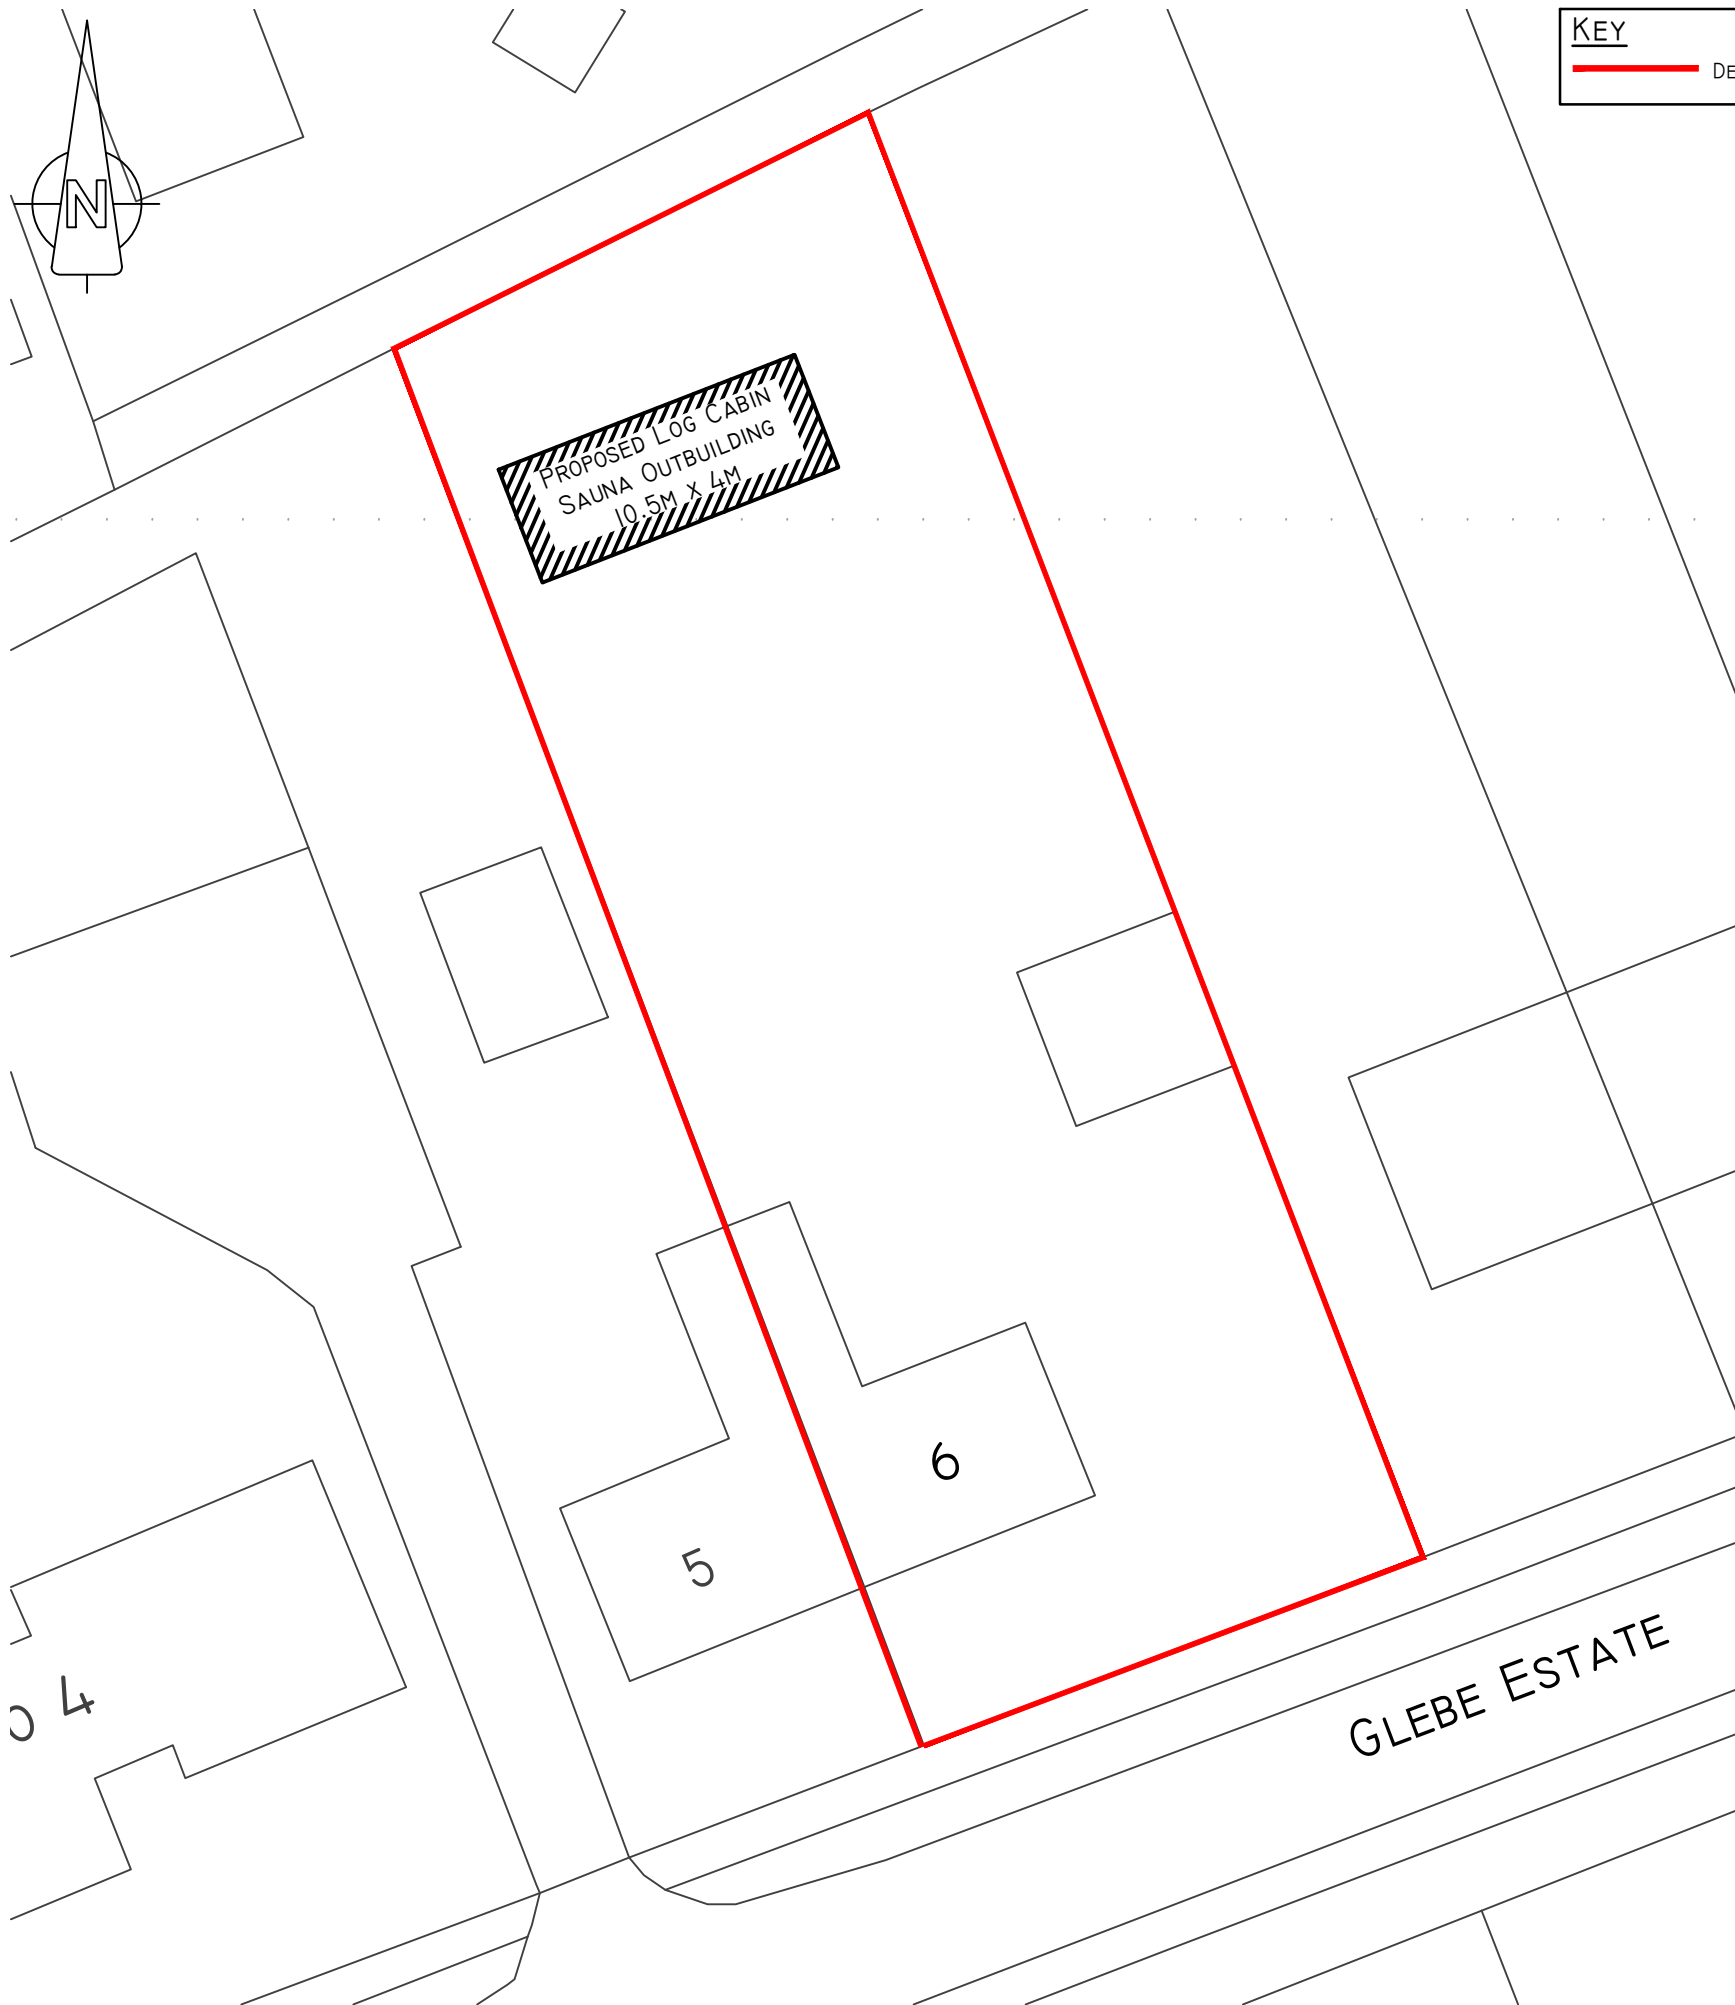 N
KEY
PROPOSED LOG CABIN
SAUNA OUTBUILDING
10.5M X 4M
6
5
4
GLEBE ESTATE